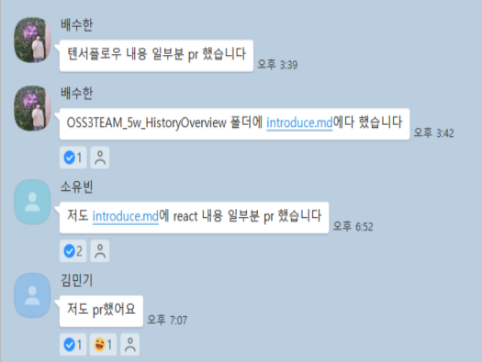 배수한
텐서플로우 내용 일부분 pr 했습니다
오후 3:39
배수한
OSS3TEAM_5w_HistoryOverview 폴더에 introduce.md에다 했습니다
오후 3:42
1
소유빈
저도 introduce.md에 react 내용 일부분 pr 했습니다
오후 6:52
2
김민기
저도 pr했어요
오후 7:07
1 1